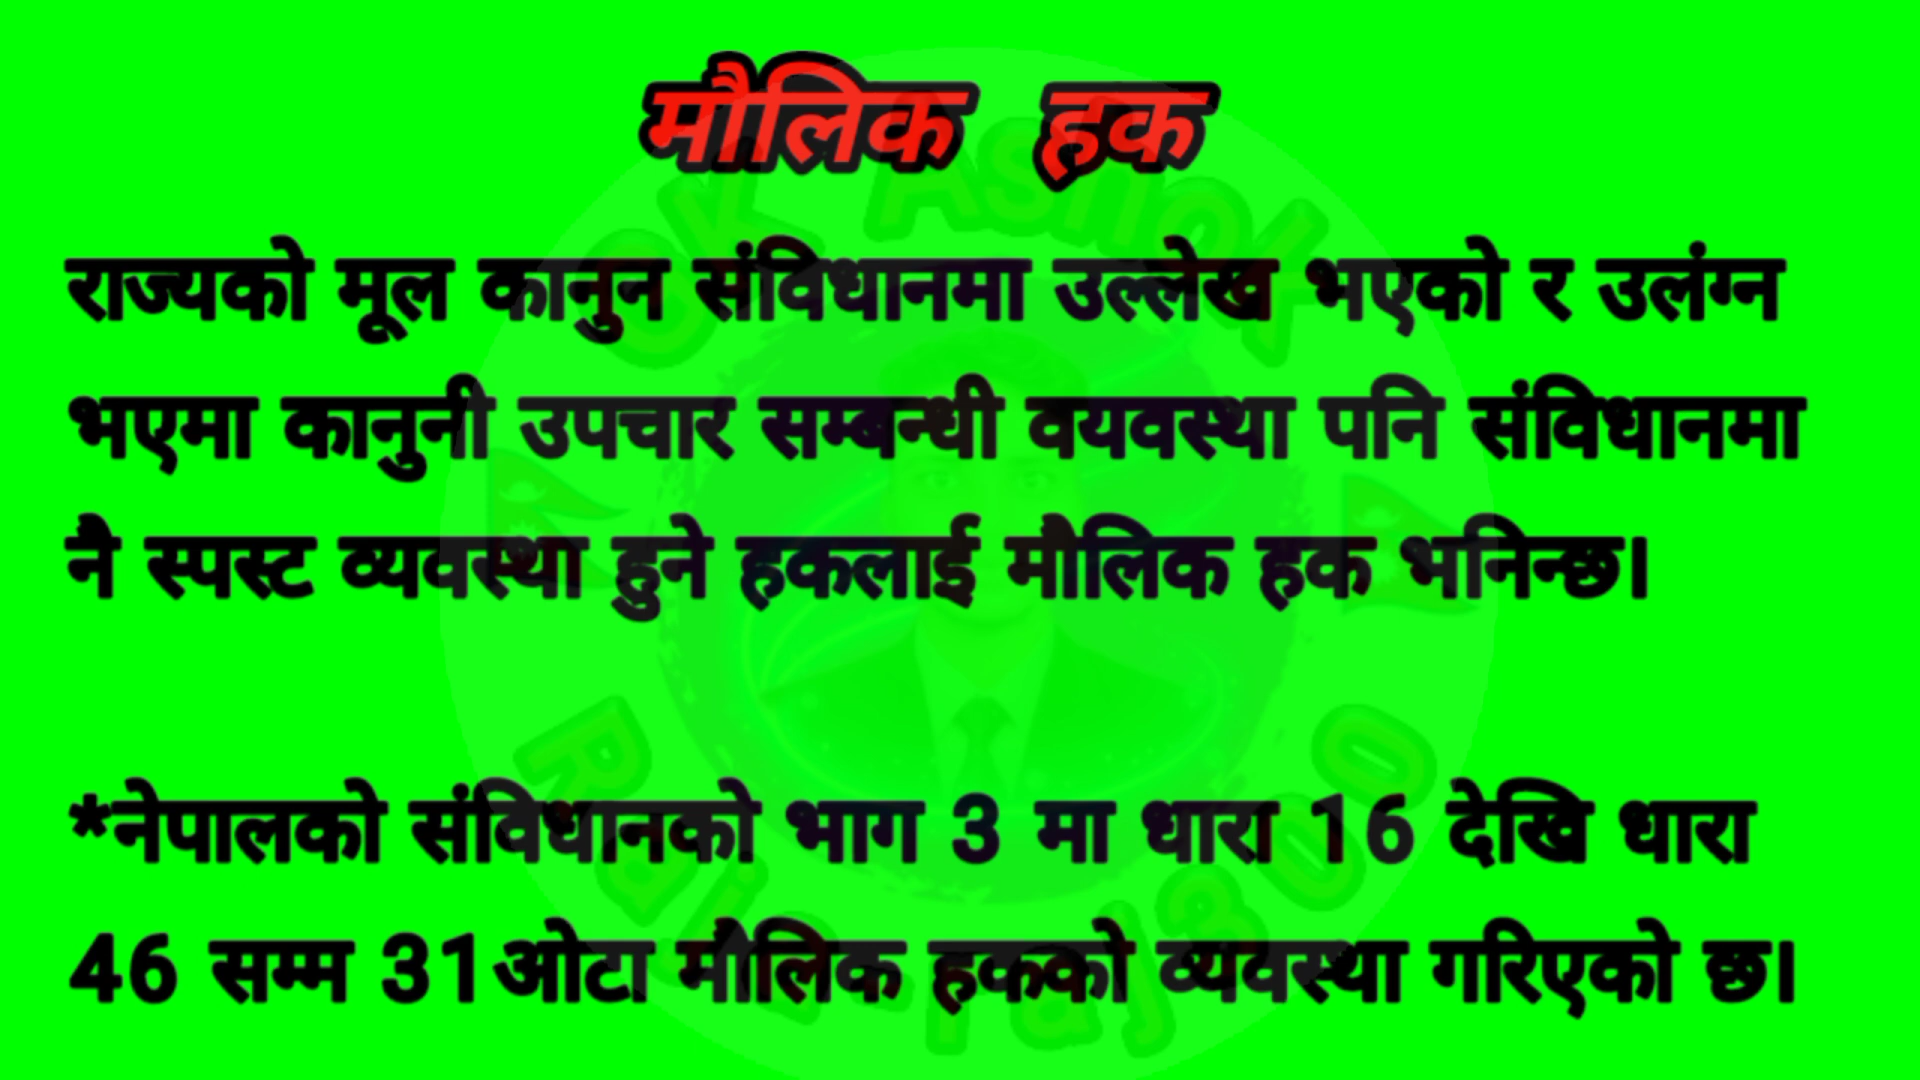 मौलिक हक
राज्यको मूल कानुन संविधानमा उल्लेख भएको र उलंग्न
भएमा कानुनी उपचार सम्बन्धी वयवस्था पनि संविधानमा
नै स्पस्ट व्यवस्था हुने हकलाई मौलिक हक भनिन्छ।
*नेपालको संविधानको भाग 3 मा धारा 16 देखि धारा
46 सम्म 31ओटा मौलिक हकको व्यवस्था गरिएको छ।